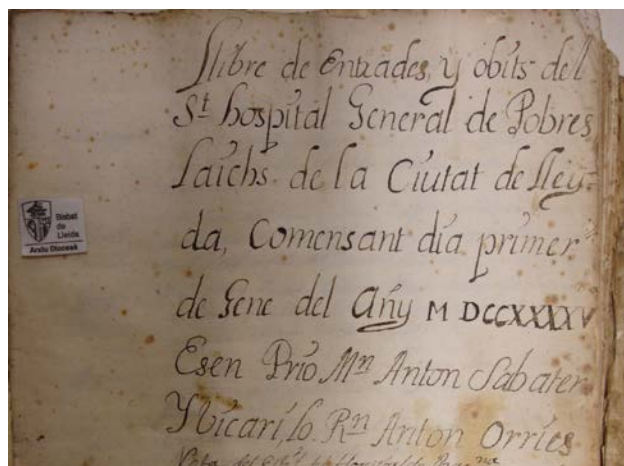 Llibre de Entrades, y obits del
St. hospital General de Pobres
Laichs de la Ciutat de Lley-
da, Comensant dia primer
de Gene del Añy MDCCXXXXV
Esen Prio Mn Anton Sabater
Y Vicari, lo Rn Anton Orries
Bisbat
de
Lleida
Arxiu Diocesà